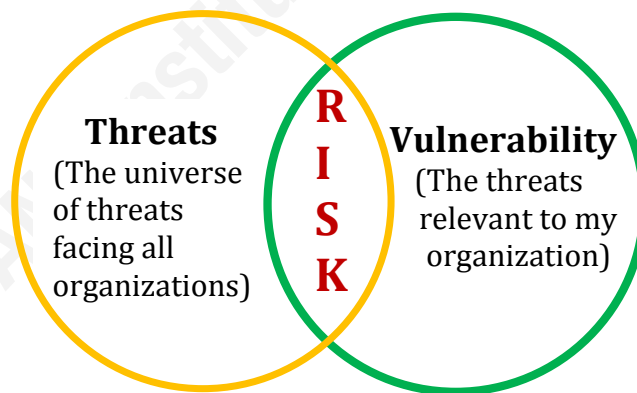 Threats
(The universe
of threats
facing all
organizations)
R
I
S
K
Vulnerability
(The threats
relevant to my
organization)